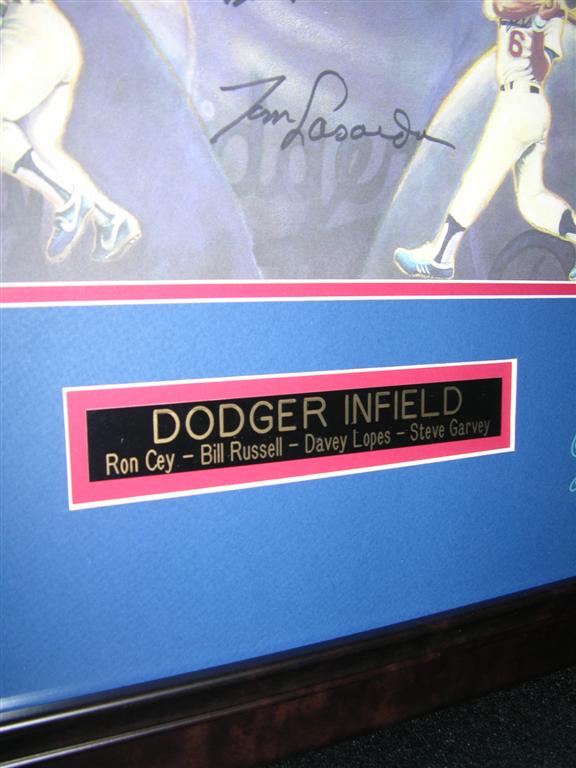 6
Tom Lasorda
DODGER INFIELD
Ron Cey – Bill Russell – Davey Lopes – Steve Garvey